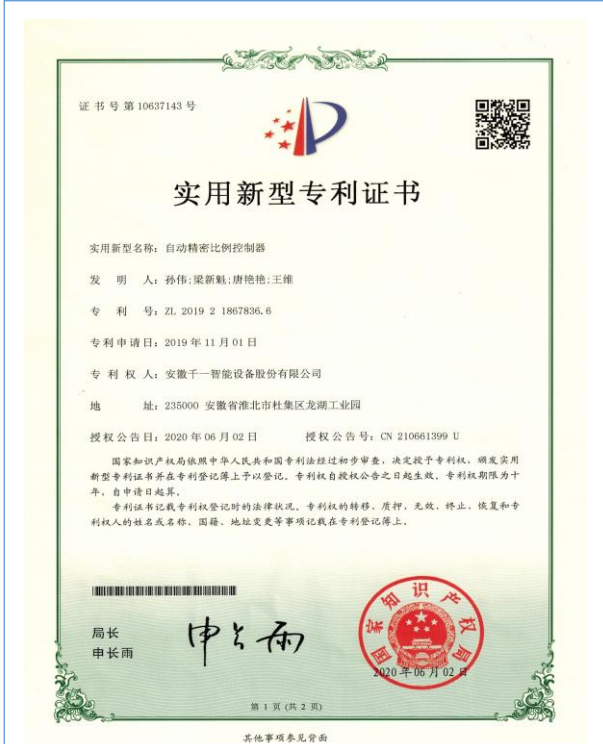 证书号第10637143号
实用新型专利证书
实用新型名称：自动精密比例控制器
发明人：孙伟;梁新魁;唐艳艳;王维
专利号：ZL 2019 2 1867836.6
专利申请日：2019年11月01日
专利权人：安徽千一智能设备股份有限公司
地址：235000 安徽省淮北市杜集区龙湖工业园
授权公告日：2020年06月02日 授权公告号：CN 210661399 U
国家知识产权局依照中华人民共和国专利法经过初步审查，决定授予专利权，颁发实用
新型专利证书并在专利登记簿上予以登记。专利权自授权公告之日起生效。专利权期限为十
年，自申请日起算。
专利证书记载专利权登记时的法律状况。专利权的转移、质押、无效、终止、恢复和专
利权人的姓名或名称、国籍、地址变更等事项记载在专利登记簿上。
局长
申长雨
申长雨
国家知识产权局
2020年06月02日
第 1 页 (共 2 页)
其他事项参见背面